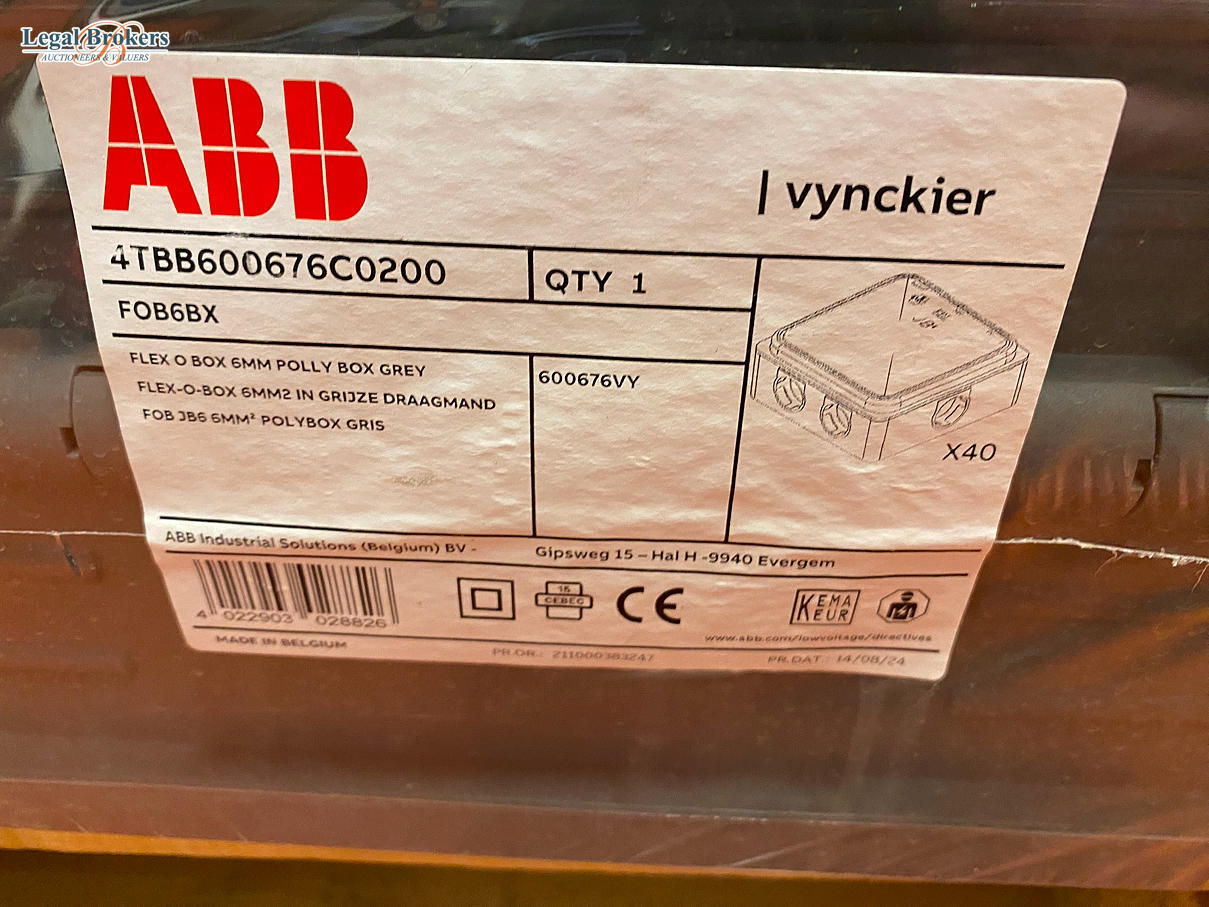 Legal Brokers
AUCTIONEERS & VALUERS
ABB
| vynckier
4TBB600676C0200
QTY 1
FOB6BX
FLEX O BOX 6MM POLLY BOX GREY
FLEX-O-BOX 6MM2 IN GRIJZE DRAAGMAND
FOB JB6 6MM² POLYBOX GRIS
600676VY
X40
ABB Industrial Solutions (Belgium) BV -
Gipsweg 15 – Hal H -9940 Evergem
4 022903 028826
15
CEBEC
CE
KEMA
KEUR
www.abb.com/lowvoltage/directives
MADE IN BELGIUM
PR.OR.: 211000383247
PR.DAT : 14/08/24